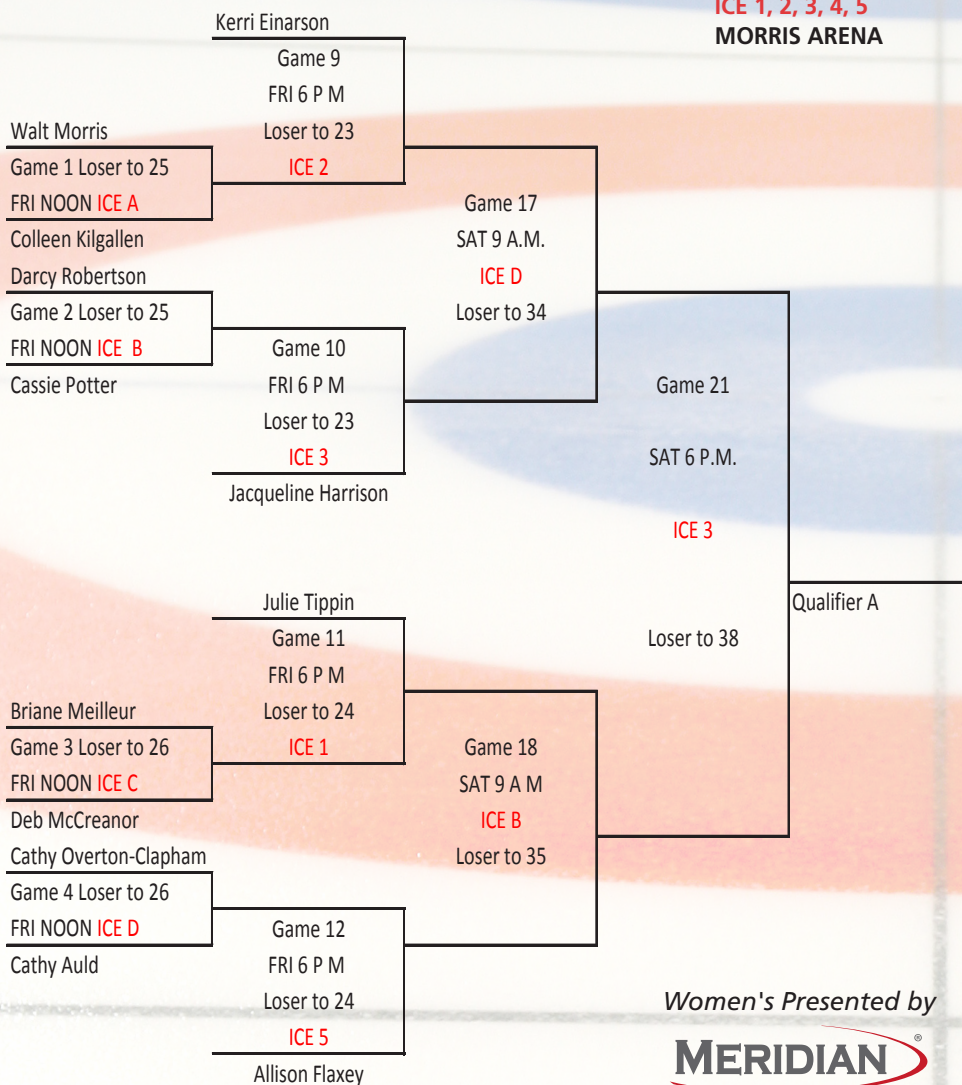 ICE 1, 2, 3, 4, 5
MORRIS ARENA
Kerri Einarson
Game 9
FRI 6 P M
Loser to 23
ICE 2
Walt Morris
Game 1 Loser to 25
FRI NOON ICE A
Colleen Kilgallen
Game 17
SAT 9 A.M.
ICE D
Loser to 34
Darcy Robertson
Game 2 Loser to 25
FRI NOON ICE B
Cassie Potter
Game 10
FRI 6 P M
Loser to 23
ICE 3
Jacqueline Harrison
Game 21
SAT 6 P.M.
ICE 3
Loser to 38
Qualifier A
Julie Tippin
Game 11
FRI 6 P M
Loser to 24
ICE 1
Briane Meilleur
Game 3 Loser to 26
FRI NOON ICE C
Deb McCreanor
Game 18
SAT 9 A M
ICE B
Loser to 35
Cathy Overton-Clapham
Game 4 Loser to 26
FRI NOON ICE D
Cathy Auld
Game 12
FRI 6 P M
Loser to 24
ICE 5
Allison Flaxey
Women's Presented by
MERIDIAN®